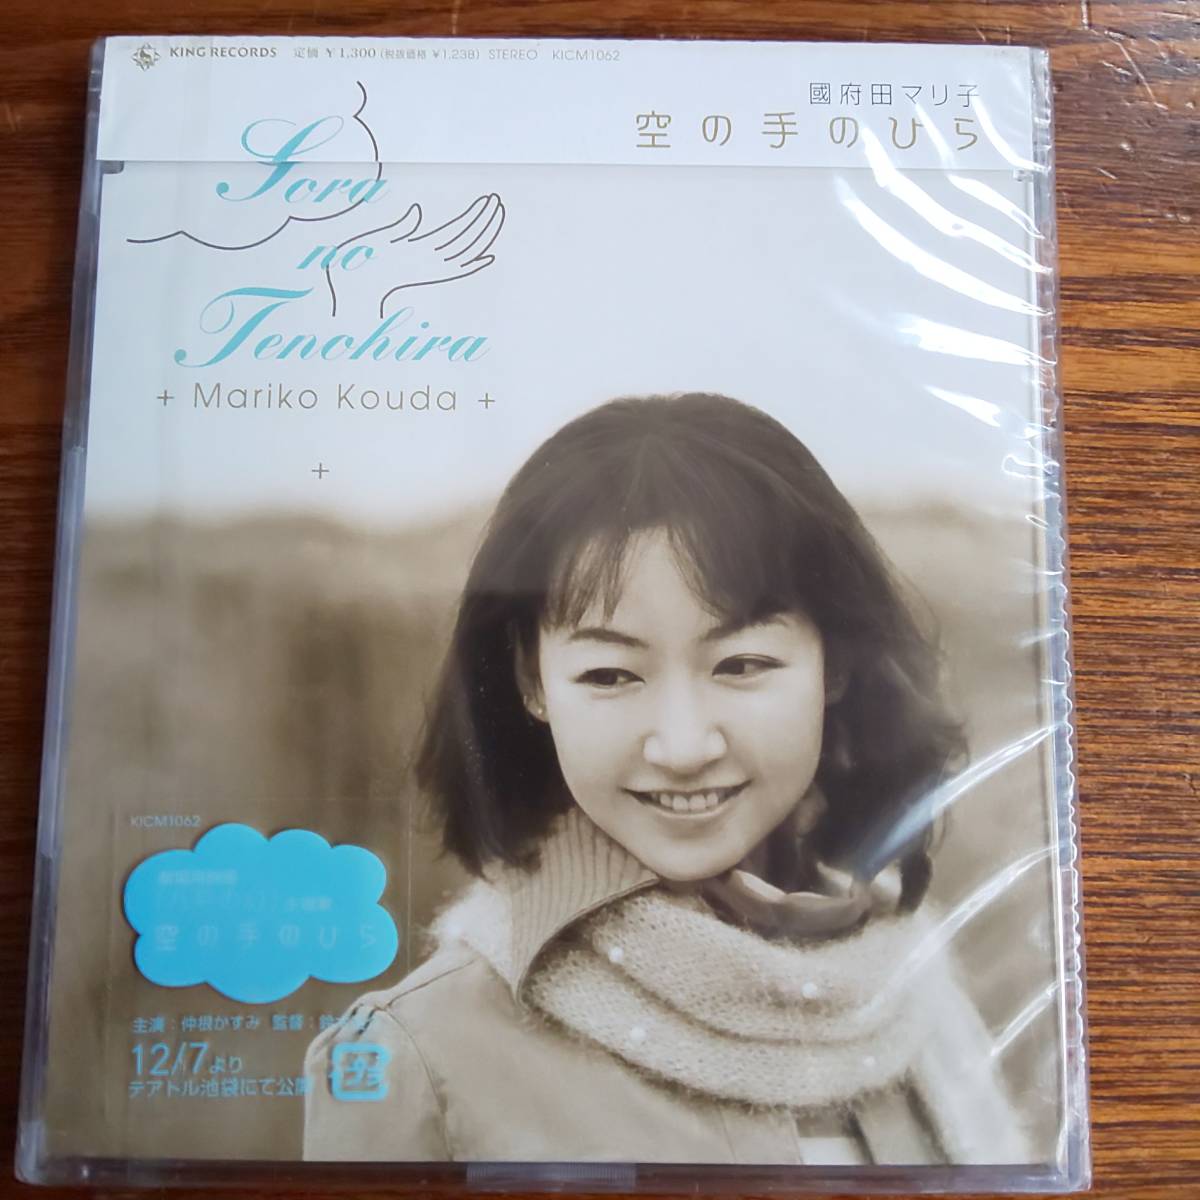 KING RECORDS 定価 ¥1,300(税抜価格 ¥1,238) STEREO KICM1062
國府田マリ子
空の手のひら
Sora
no
Tenohira
+ Mariko Kouda +
+
KICM1062
空の手のひら
主演:仲根かすみ 監督:鈴木
12/7より
テアトル池袋にて公開